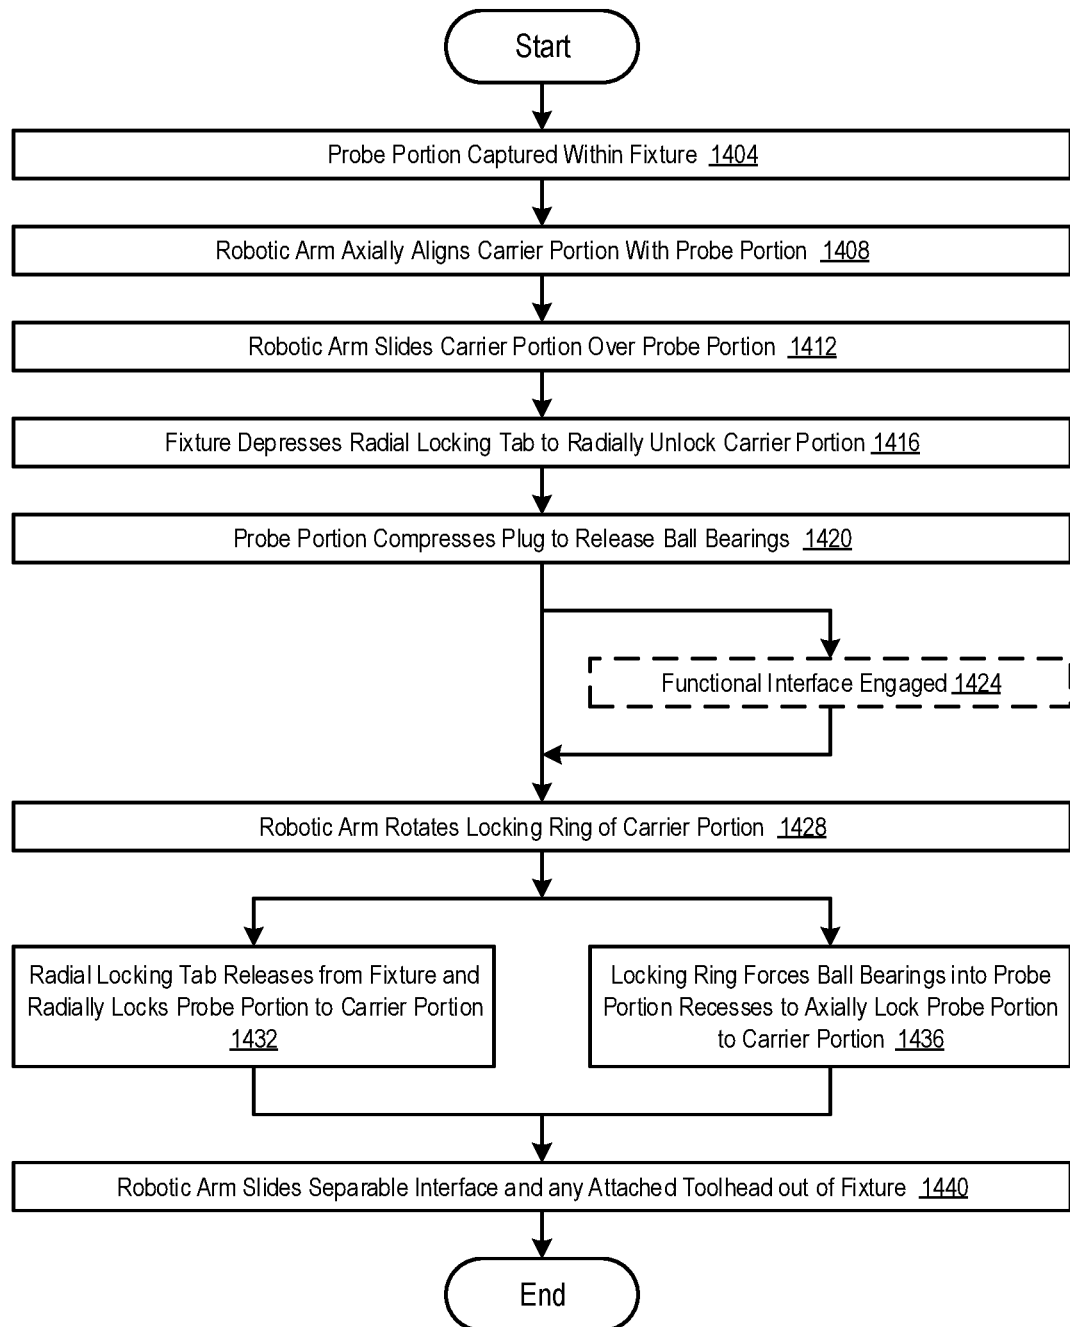 Start
Probe Portion Captured Within Fixture 1404
Robotic Arm Axially Aligns Carrier Portion With Probe Portion 1408
Robotic Arm Slides Carrier Portion Over Probe Portion 1412
Fixture Depresses Radial Locking Tab to Radially Unlock Carrier Portion 1416
Probe Portion Compresses Plug to Release Ball Bearings 1420
Functional Interface Engaged 1424
Robotic Arm Rotates Locking Ring of Carrier Portion 1428
Radial Locking Tab Releases from Fixture and
Radially Locks Probe Portion to Carrier Portion
1432
Locking Ring Forces Ball Bearings into Probe
Portion Recesses to Axially Lock Probe Portion
to Carrier Portion 1436
Robotic Arm Slides Separable Interface and any Attached Toolhead out of Fixture 1440
End